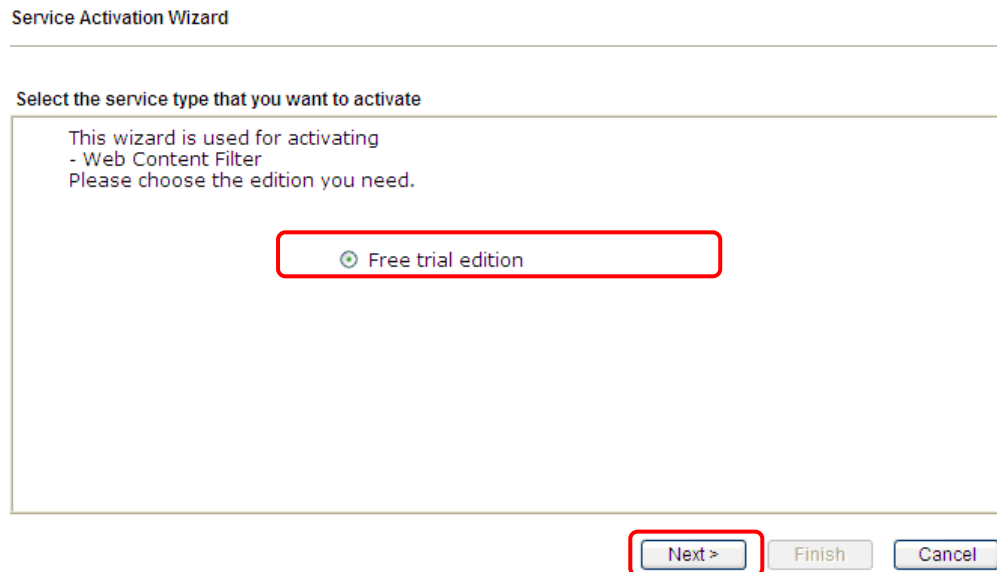 Service Activation Wizard
Select the service type that you want to activate
This wizard is used for activating
- Web Content Filter
Please choose the edition you need.
Free trial edition
Next > Finish Cancel